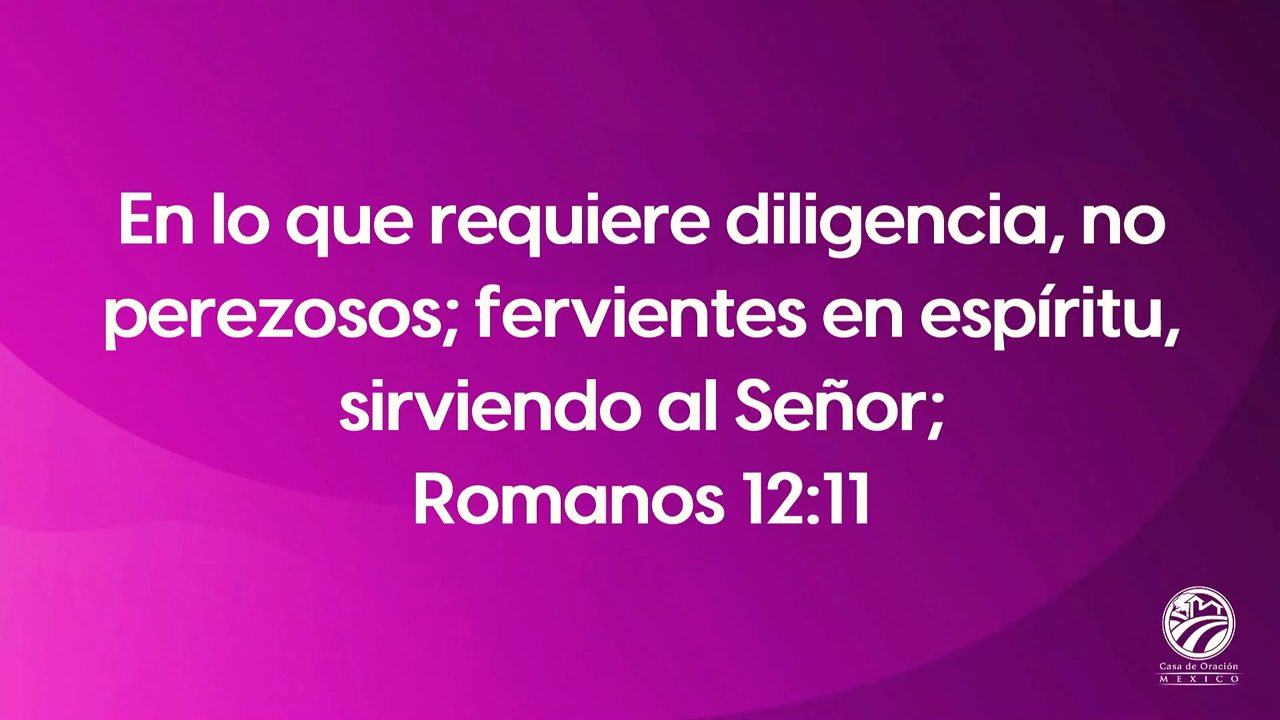 En lo que requiere diligencia, no
perezosos; fervientes en espíritu,
sirviendo al Señor;
Romanos 12:11
Casa de Oración
MEXICO